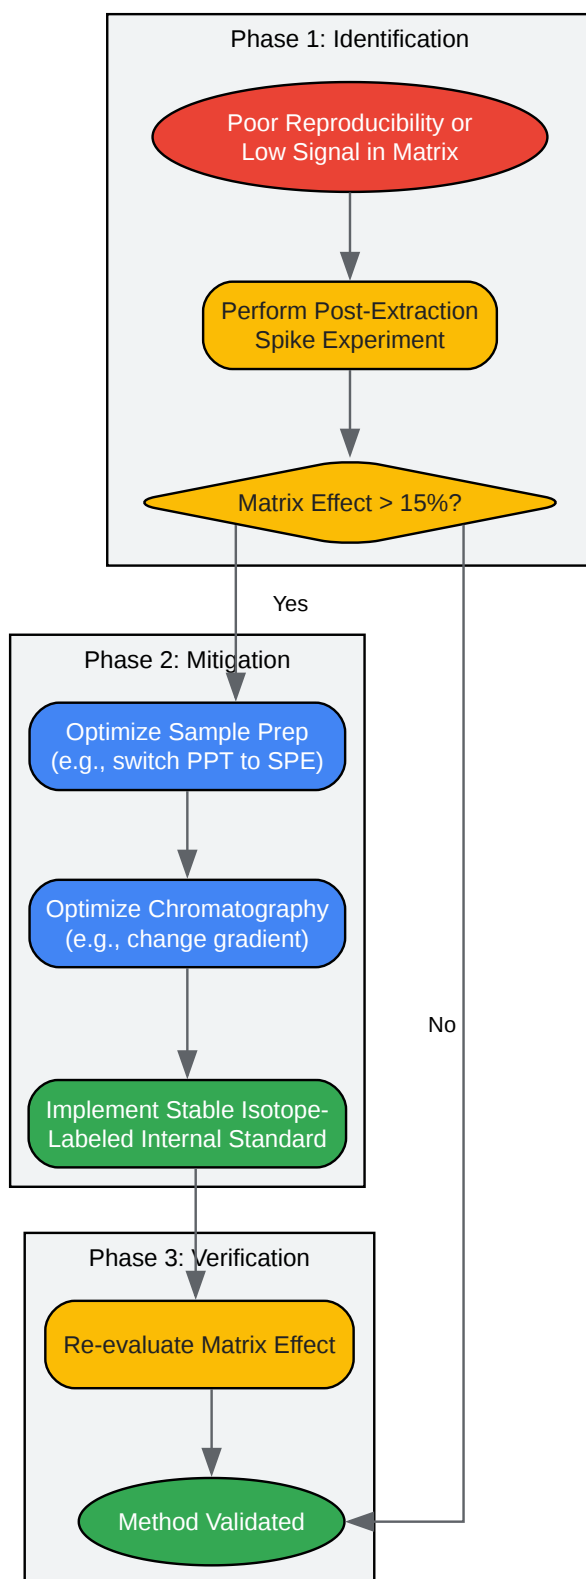 Phase 1: Identification
Poor Reproducibility or
Low Signal in Matrix
Perform Post-Extraction
Spike Experiment
Matrix Effect > 15%?
Yes
Phase 2: Mitigation
Optimize Sample Prep
(e.g., switch PPT to SPE)
Optimize Chromatography
(e.g., change gradient)
No
Implement Stable Isotope-
Labeled Internal Standard
Phase 3: Verification
Re-evaluate Matrix Effect
Method Validated